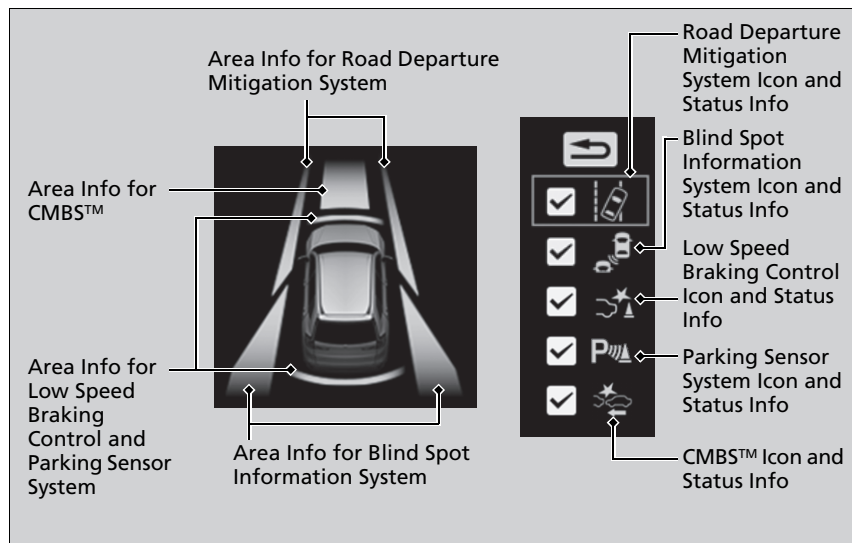 Area Info for Road Departure
Mitigation System
Area Info for
CMBS™
Area Info for
Low Speed
Braking
Control and
Parking Sensor
System
Area Info for Blind Spot
Information System
Road Departure
Mitigation
System Icon and
Status Info
Blind Spot
Information
System Icon and
Status Info
Low Speed
Braking Control
Icon and Status
Info
P
Parking Sensor
System Icon and
Status Info
CMBS™ Icon and
Status Info